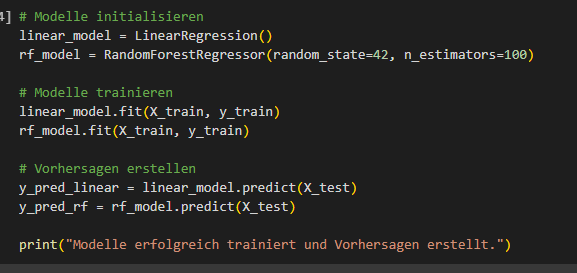 4] # Modelle initialisieren
linear_model = LinearRegression()
rf_model = RandomForestRegressor(random_state=42, n_estimators=100)
# Modelle trainieren
linear_model.fit(X_train, y_train)
rf_model.fit(X_train, y_train)
# Vorhersagen erstellen
y_pred_linear = linear_model.predict(X_test)
y_pred_rf = rf_model.predict(X_test)
print("Modelle erfolgreich trainiert und Vorhersagen erstellt.")